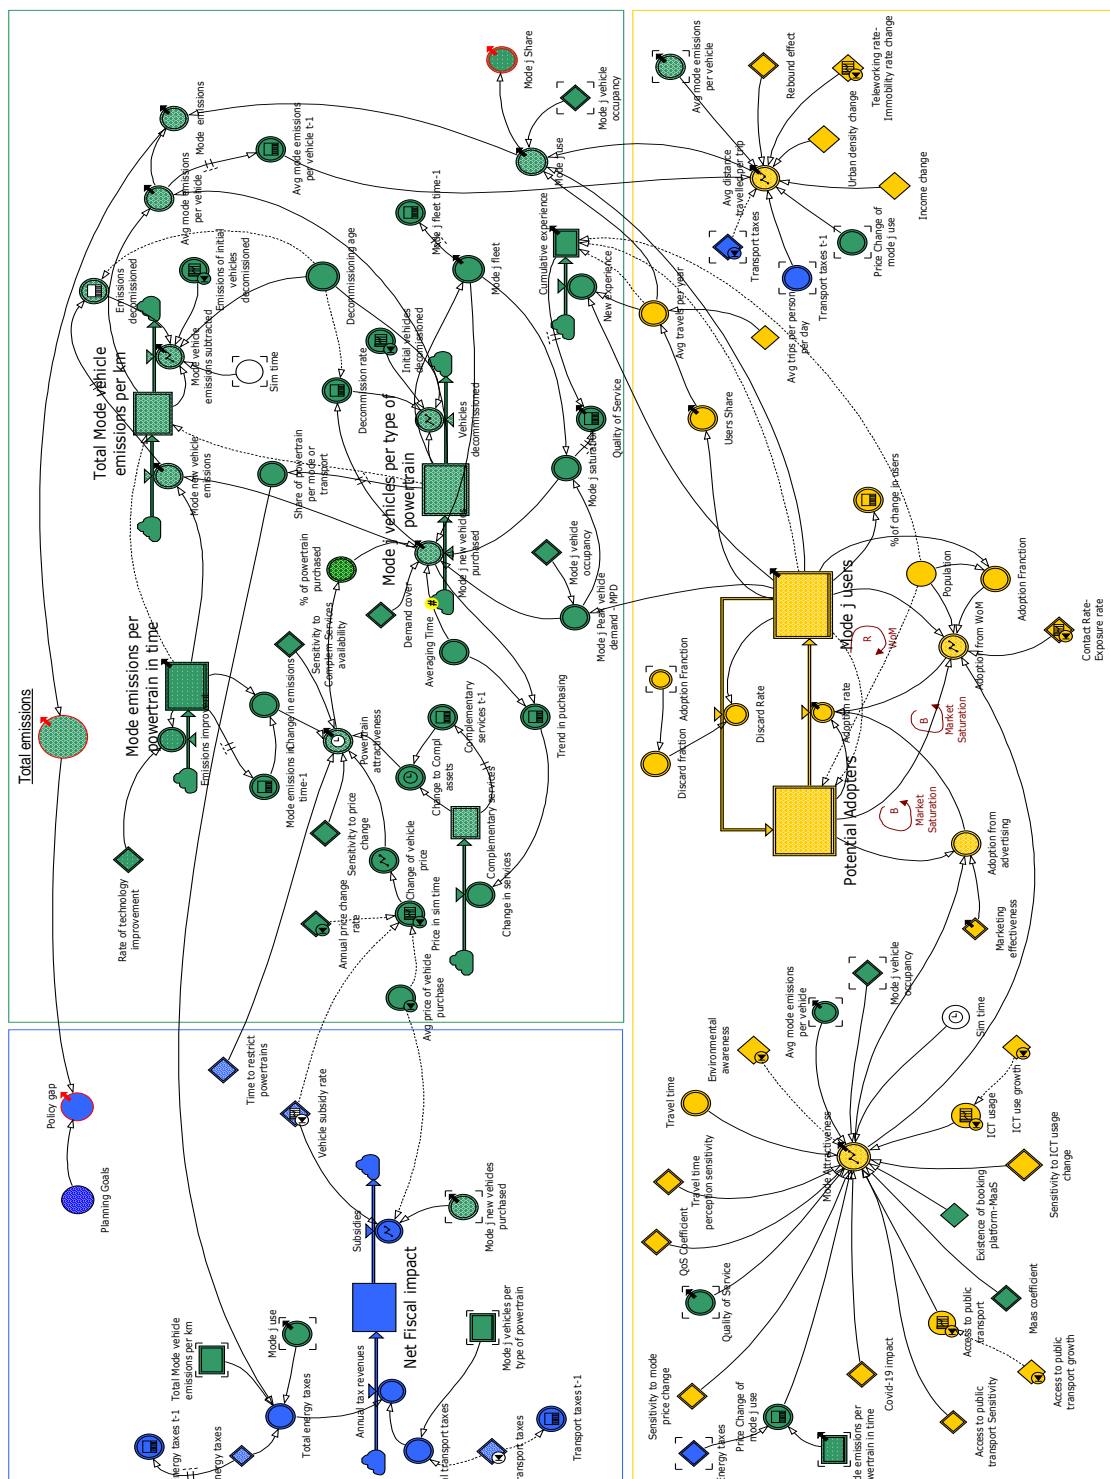 Total emissions
Mode emissions
Avg mode emissions
per vehicle
Avg mode emissions
per vehicle t-1
Emissions
decomissioned
Emissions of initial
vehicles
decomissioned
Mode vehicle
emissions subtracted
Sim time
Total Mode vehicle
emissions per km
Mode new vehicle
emissions
Decommissioning age
Decommission rate
Initial vehicles
decomissioned
Vehicles
decommissioned
Share of powertrain
per mode or
transport
Mode j vehicles per type of
powertrain
Mode j new vehicles
purchased
% of powertrain
purchased
Demand cover
Averaging Time
Mode j Share
Mode j vehicle
occupancy
Mode j use
Mode j fleet time-1
Mode j fleet
Cumulative experience
New experience
Quality of Service
Mode j saturation
Mode j vehicle
occupancy
Mode j Peak vehicle
demand - MPD
Mode emissions per
powertrain in time
Emissions improvement
Change in emissions
Mode emissions in
time-1
Rate of technology
improvement
Sensitivity to
Complem Services
availability
Powertrain
attractiveness
Sensitivity to price
change
Change to Compl
assets
Complementary
services t-1
Complementary services
Trend in puchasing
Change in services
Change of vehicle
price
Annual price change
rate
Price in sim time
Avg price of vehicle
purchase
Avg mode emissions
per vehicle
Rebound effect
Teleworking rate-
Immobility rate change
Urban density change
Income change
Avg distance
travelled per trip
Transport taxes
Transport taxes t-1
Price Change of
mode j use
Avg travels per year
Avg trips per person
per day
Users Share
% of change in users
Population
Adoption Franction
Mode j users
Adoption from WoM
Contact Rate-
Exposure rate
R
WoM
B
Market
Saturation
B
Market
Saturation
Adoption Franction
Discard fraction
Discard Rate
Adoption rate
Potential Adopters
Adoption from
advertising
Marketing
effectiveness
Policy gap
Planning Goals
Time to restrict
powertrains
Vehicle subsidy rate
Subsidies
Mode j new vehicles
purchased
Net Fiscal impact
Annual tax revenues
Total Mode vehicle
emissions per km
Mode j use
Total energy taxes
Mode j vehicles per
type of powertrain
Transport taxes t-1
Mode j vehicle
occupancy
Avg mode emissions
per vehicle
Sim time
Environmental
awareness
Travel time
Mode Attractiveness
ICT usage
ICT use growth
Sensitivity to ICT usage
change
Travel time
perception sensitivity
QoS Coefficient
Quality of Service
Existence of booking
platform-MaaS
Maas coefficient
Access to public
transport
Access to public
transport growth
Access to public
transport Sensitivity
Covid-19 impact
Sensitivity to mode
price change
Price Change of
mode j use